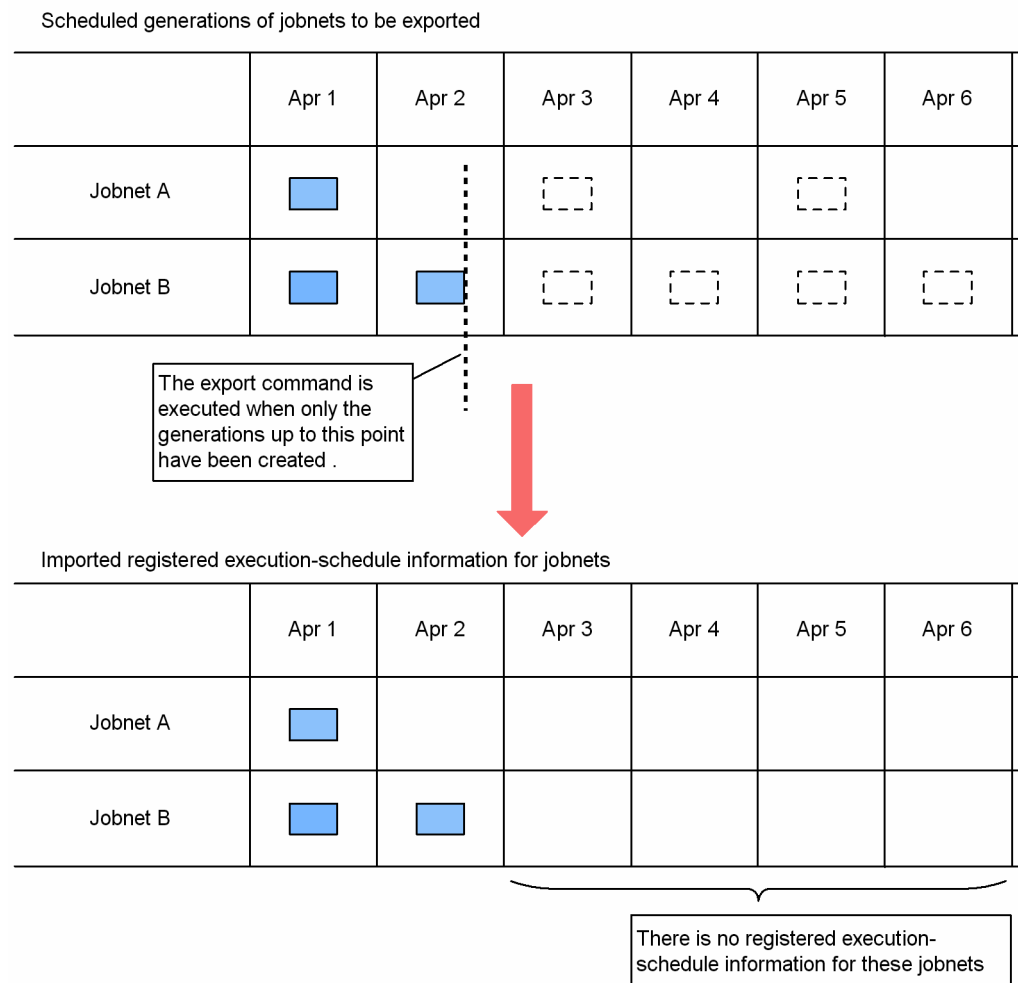 Scheduled generations of jobnets to be exported
Apr 1 Apr 2 Apr 3 Apr 4 Apr 5 Apr 6
Jobnet A
Jobnet B
The export command is
executed when only the
generations up to this point
have been created .
Imported registered execution-schedule information for jobnets
Apr 1 Apr 2 Apr 3 Apr 4 Apr 5 Apr 6
Jobnet A
Jobnet B
There is no registered execution-
schedule information for these jobnets